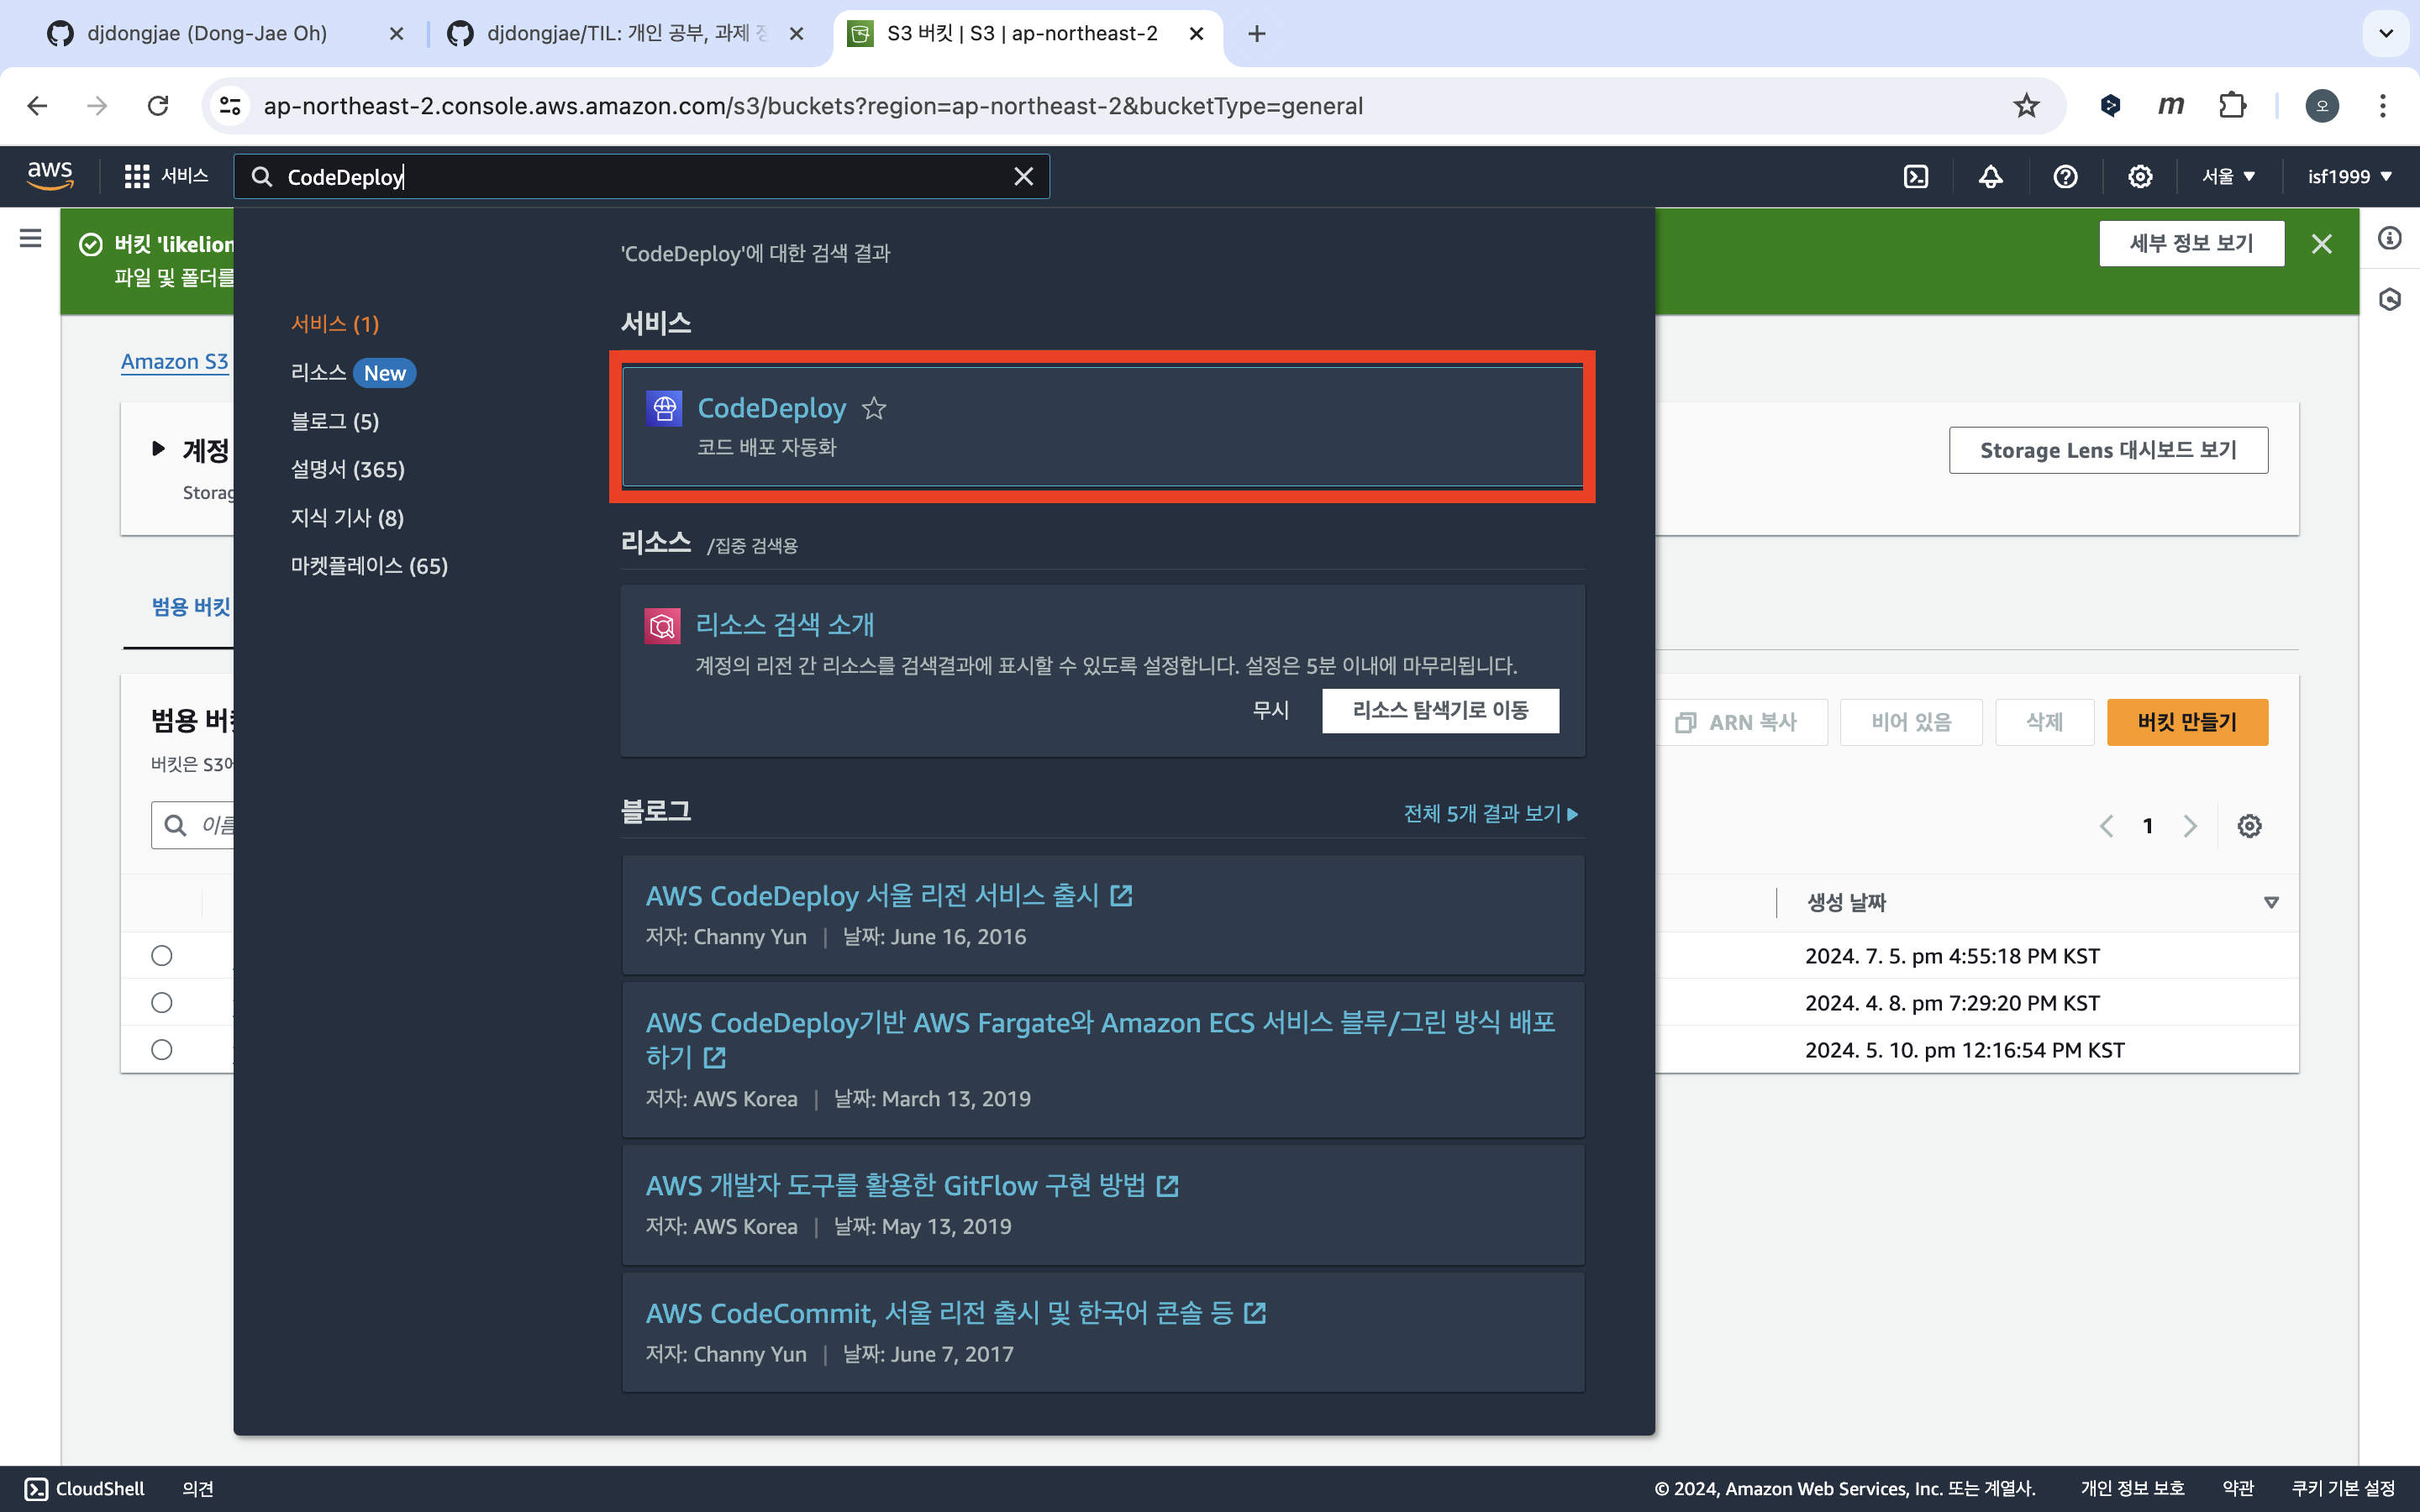 djdongjae (Dong-Jae Oh)
djdongjae/TIL: 개인 공부, 과제
S3 버킷 | S3 | ap-northeast-2
ap-northeast-2.console.aws.amazon.com/s3/buckets?region=ap-northeast-2&bucketType=general
m
오
aws
서비스
CodeDeploy
서울
isf1999
버킷 'likelion
파일 및 폴더를
세부 정보 보기
'CodeDeploy'에 대한 검색 결과
서비스 (1)
리소스 New
블로그 (5)
설명서 (365)
지식 기사 (8)
마켓플레이스 (65)
서비스
CodeDeploy
코드 배포 자동화
리소스 /집중 검색용
리소스 검색 소개
계정의 리전 간 리소스를 검색결과에 표시할 수 있도록 설정합니다. 설정은 5분 이내에 마무리됩니다.
무시
리소스 탐색기로 이동
블로그
전체 5개 결과 보기
AWS CodeDeploy 서울 리전 서비스 출시
저자: Channy Yun | 날짜: June 16, 2016
AWS CodeDeploy기반 AWS Fargate와 Amazon ECS 서비스 블루/그린 방식 배포
하기
저자: AWS Korea | 날짜: March 13, 2019
AWS 개발자 도구를 활용한 GitFlow 구현 방법
저자: AWS Korea | 날짜: May 13, 2019
AWS CodeCommit, 서울 리전 출시 및 한국어 콘솔 등
저자: Channy Yun | 날짜: June 7, 2017
Amazon S3
계정
Storag
Storage Lens 대시보드 보기
범용 버킷
범용 버
버킷은 S3에
ARN 복사
비어 있음
삭제
버킷 만들기
이름
1
생성 날짜
2024. 7. 5. pm 4:55:18 PM KST
2024. 4. 8. pm 7:29:20 PM KST
2024. 5. 10. pm 12:16:54 PM KST
CloudShell
의견
© 2024, Amazon Web Services, Inc. 또는 계열사.
개인 정보 보호
약관
쿠키 기본 설정